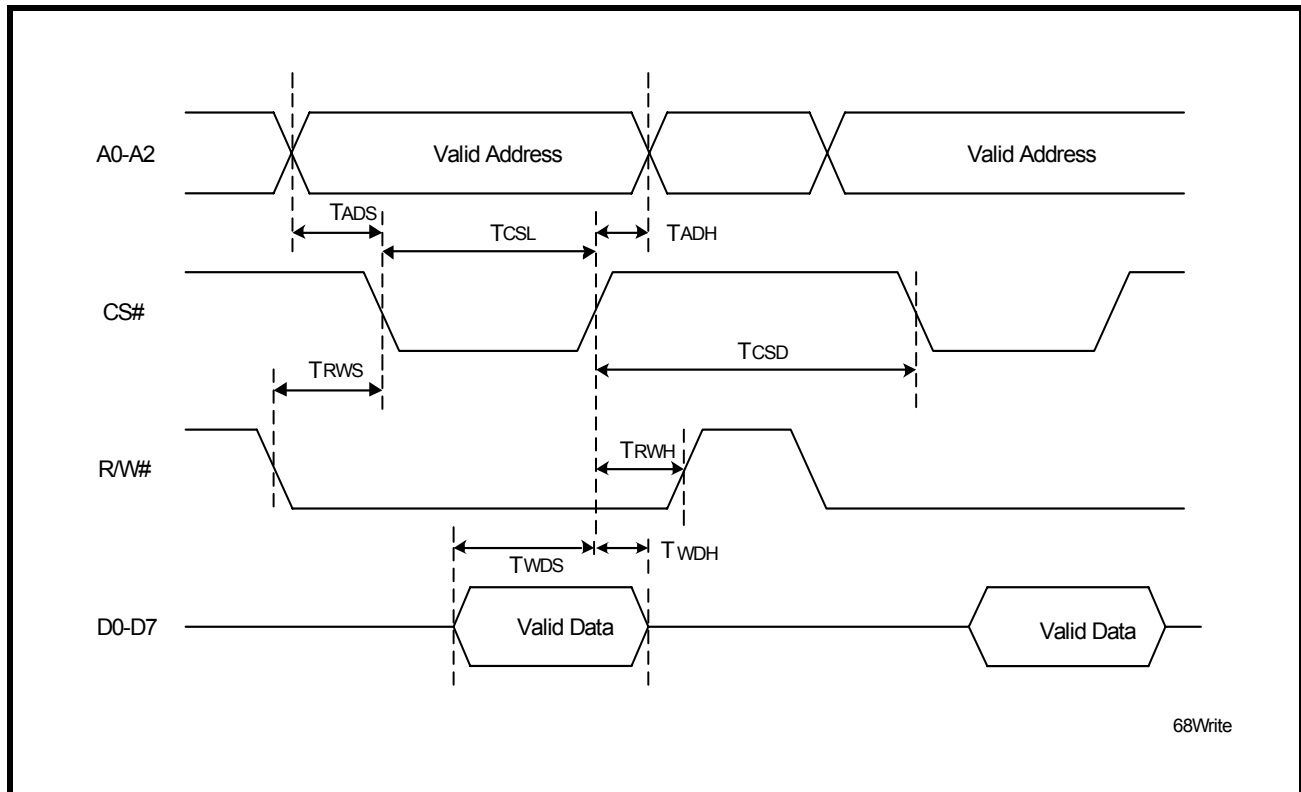 A0-A2
Valid Address
Valid Address
TADS
TCSL
TADH
CS#
TCSD
TRWS
TRWH
R/W#
TWDS
TWDH
D0-D7
Valid Data
Valid Data
68Write